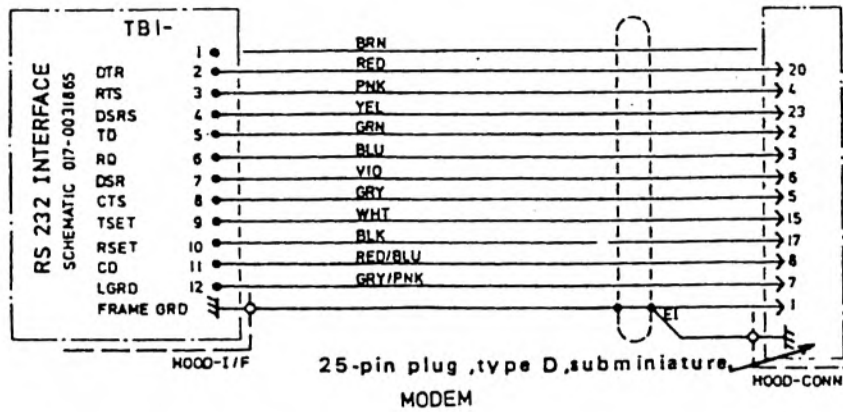 TB1-
RS 232 INTERFACE
SCHEMATIC 017-0031865
1 BRN
DTR 2 RED 20
RTS 3 PNK 4
DSRS 4 YEL 23
TD 5 GRN 2
RD 6 BLU 3
DSR 7 VIO 6
CTS 8 GRY 5
TSET 9 WHT 15
RSET 10 BLK 17
CD 11 RED/BLU 8
LGRD 12 GRY/PNK 7
FRAME GRD 1
E1
HOOD-I/F
25-pin plug ,type D,subminiature
HOOD-CONN
MODEM